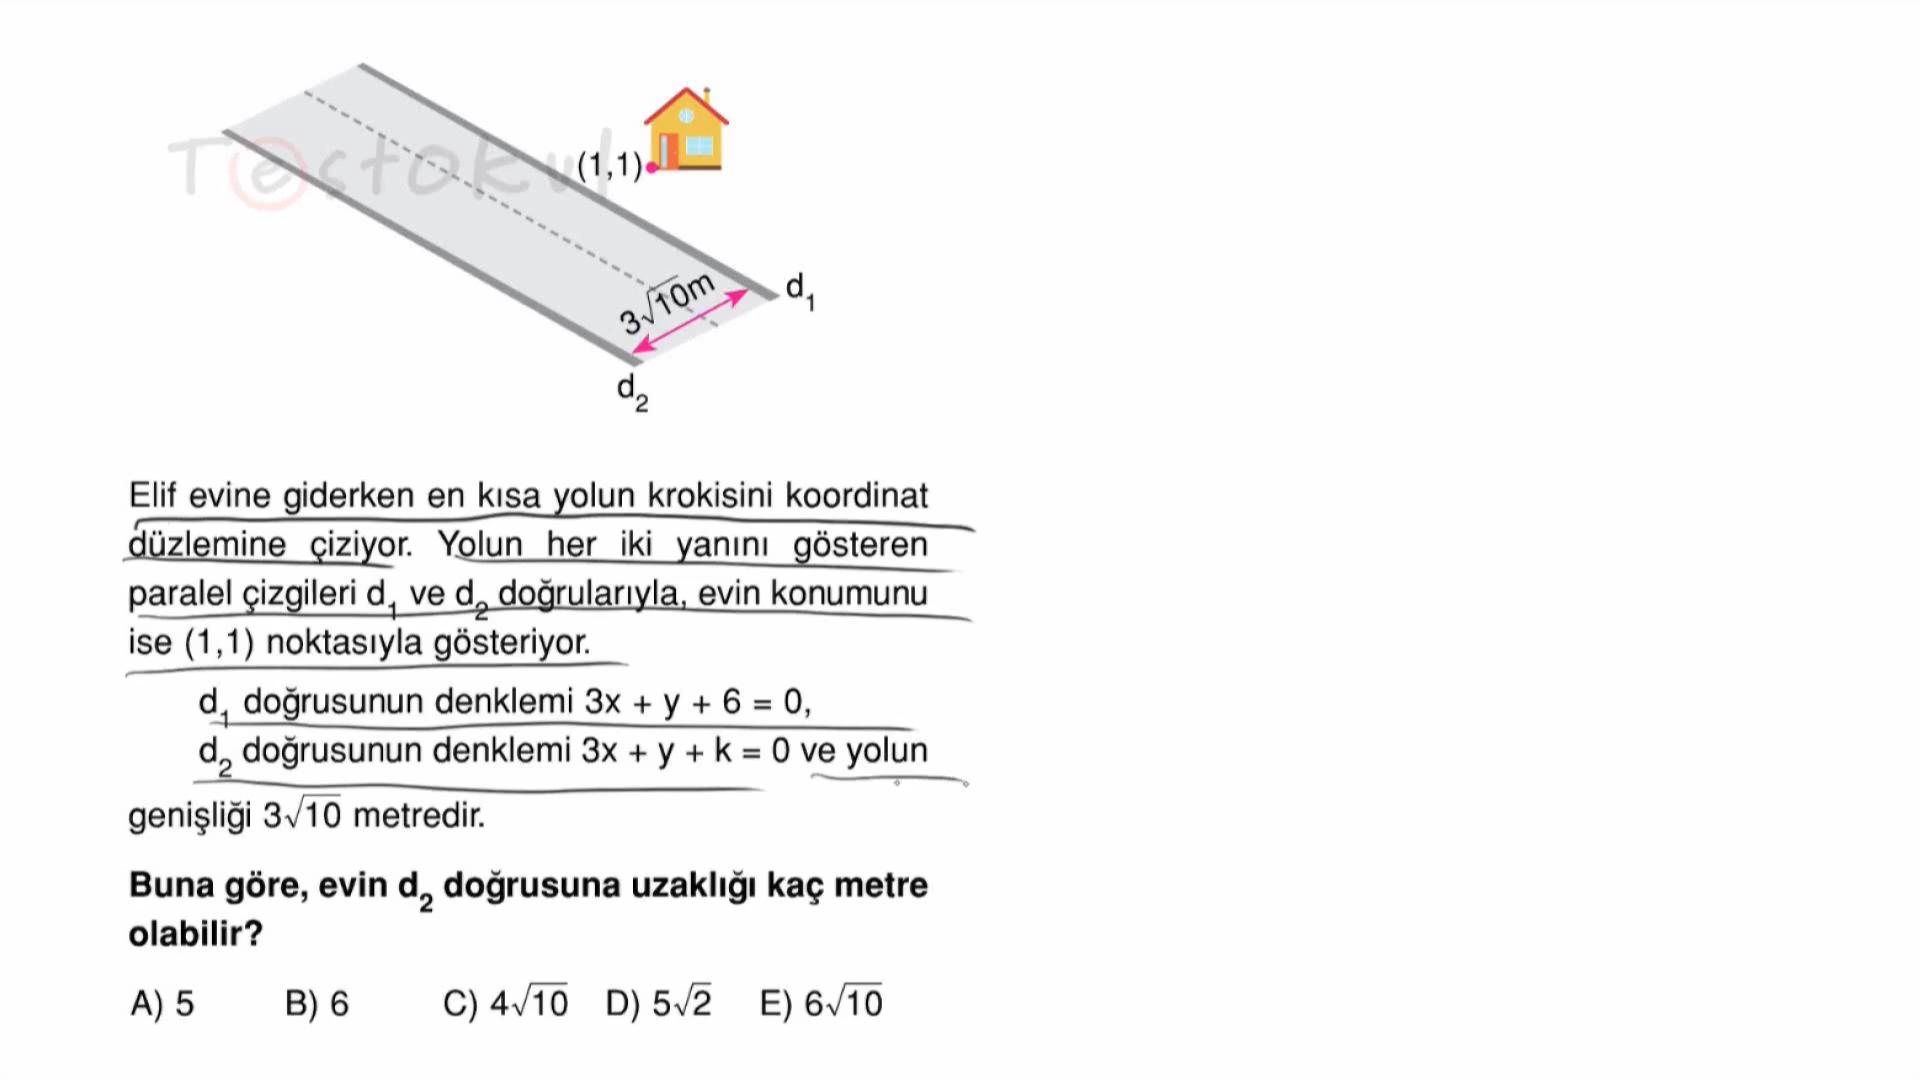 Testokul
(1,1)
3√10m
d₁
d₂
Elif evine giderken en kısa yolun krokisini koordinat
düzlemine çiziyor. Yolun her iki yanını gösteren
paralel çizgileri d₁ ve d₂ doğrularıyla, evin konumunu
ise (1,1) noktasıyla gösteriyor.
d₁ doğrusunun denklemi 3x + y + 6 = 0,
d₂ doğrusunun denklemi 3x + y + k = 0 ve yolun
genişliği 3√10 metredir.
Buna göre, evin d₂ doğrusuna uzaklığı kaç metre
olabilir?
A) 5 B) 6 C) 4√10 D) 5√2 E) 6√10